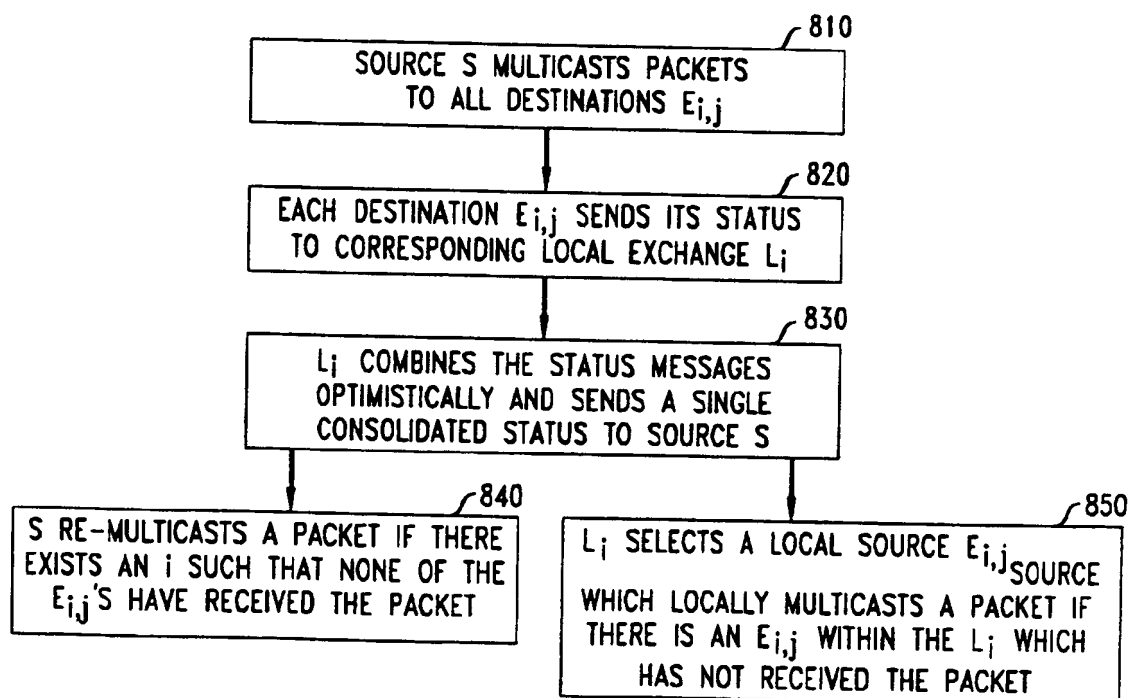 810
SOURCE S MULTICASTS PACKETS
TO ALL DESTINATIONS Ei,j
820
EACH DESTINATION Ei,j SENDS ITS STATUS
TO CORRESPONDING LOCAL EXCHANGE Li
830
Li COMBINES THE STATUS MESSAGES
OPTIMISTICALLY AND SENDS A SINGLE
CONSOLIDATED STATUS TO SOURCE S
840
S RE-MULTICASTS A PACKET IF THERE
EXISTS AN i SUCH THAT NONE OF THE
Ei,j'S HAVE RECEIVED THE PACKET
850
Li SELECTS A LOCAL SOURCE Ei,jSOURCE
WHICH LOCALLY MULTICASTS A PACKET IF
THERE IS AN Ei,j WITHIN THE Li WHICH
HAS NOT RECEIVED THE PACKET